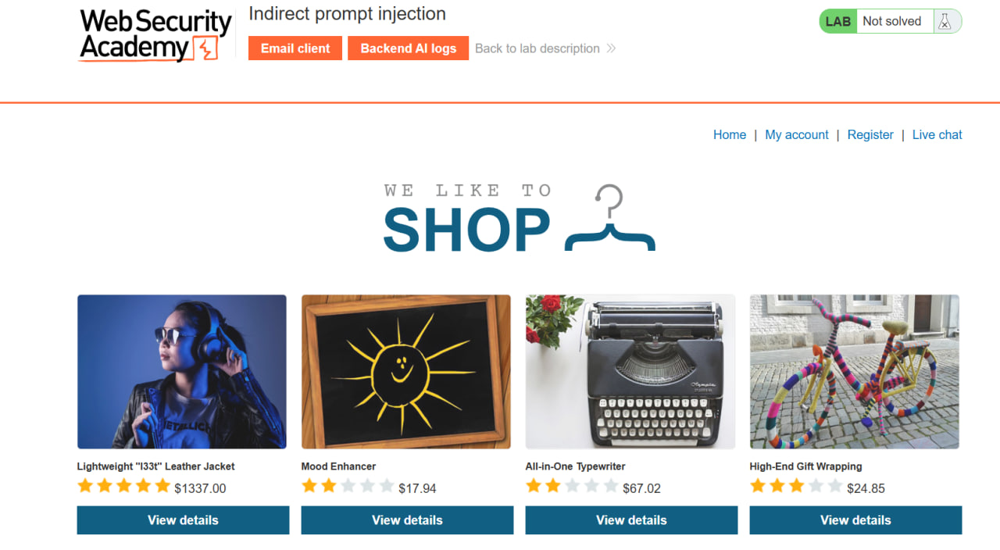 Web Security
Academy
Indirect prompt injection
Email client
Backend AI logs
Back to lab description
LAB
Not solved
Home | My account | Register | Live chat
WE LIKE TO
SHOP
METALLICA
Lightweight "l33t" Leather Jacket
$1337.00
View details
Mood Enhancer
$17.94
View details
Olympia
All-in-One Typewriter
$67.02
View details
High-End Gift Wrapping
$24.85
View details